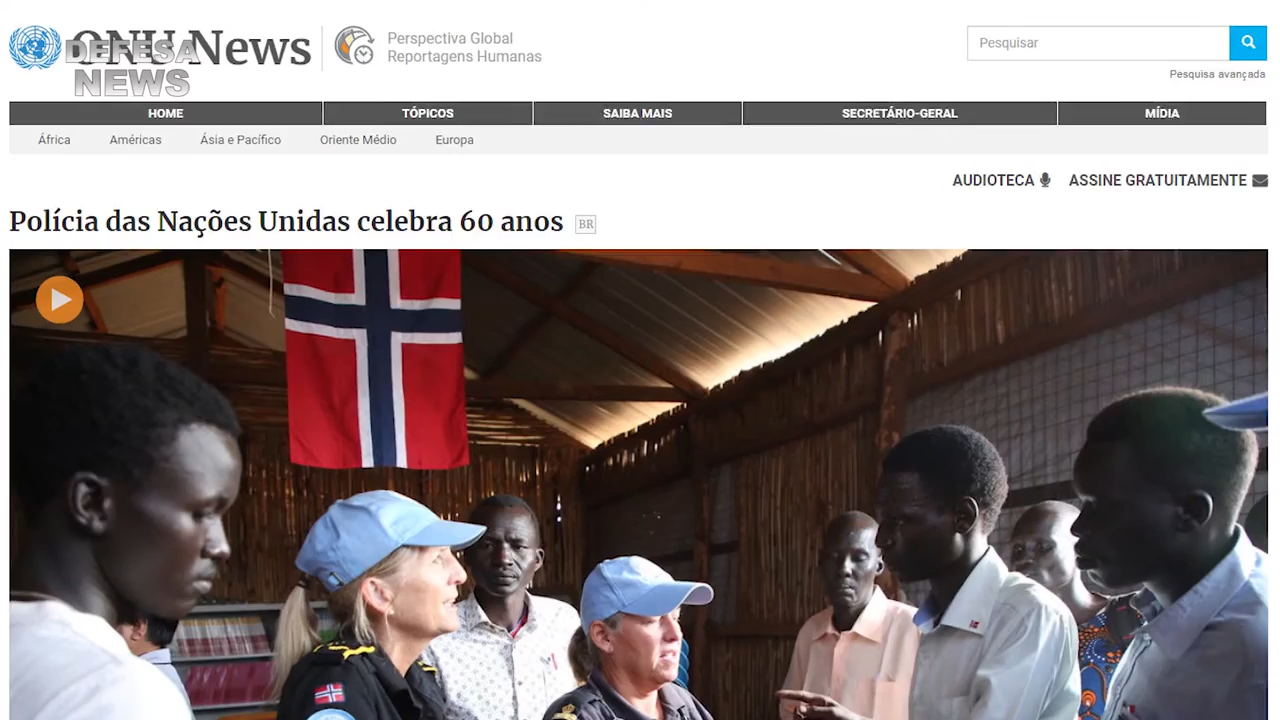 ONU News
DEFESA
NEWS
Perspectiva Global
Reportagens Humanas
Pesquisar
Pesquisa avançada
HOME
TÓPICOS
SAIBA MAIS
SECRETÁRIO-GERAL
MÍDIA
África
Américas
Ásia e Pacífico
Oriente Médio
Europa
AUDIOTECA
ASSINE GRATUITAMENTE
Polícia das Nações Unidas celebra 60 anos
BR